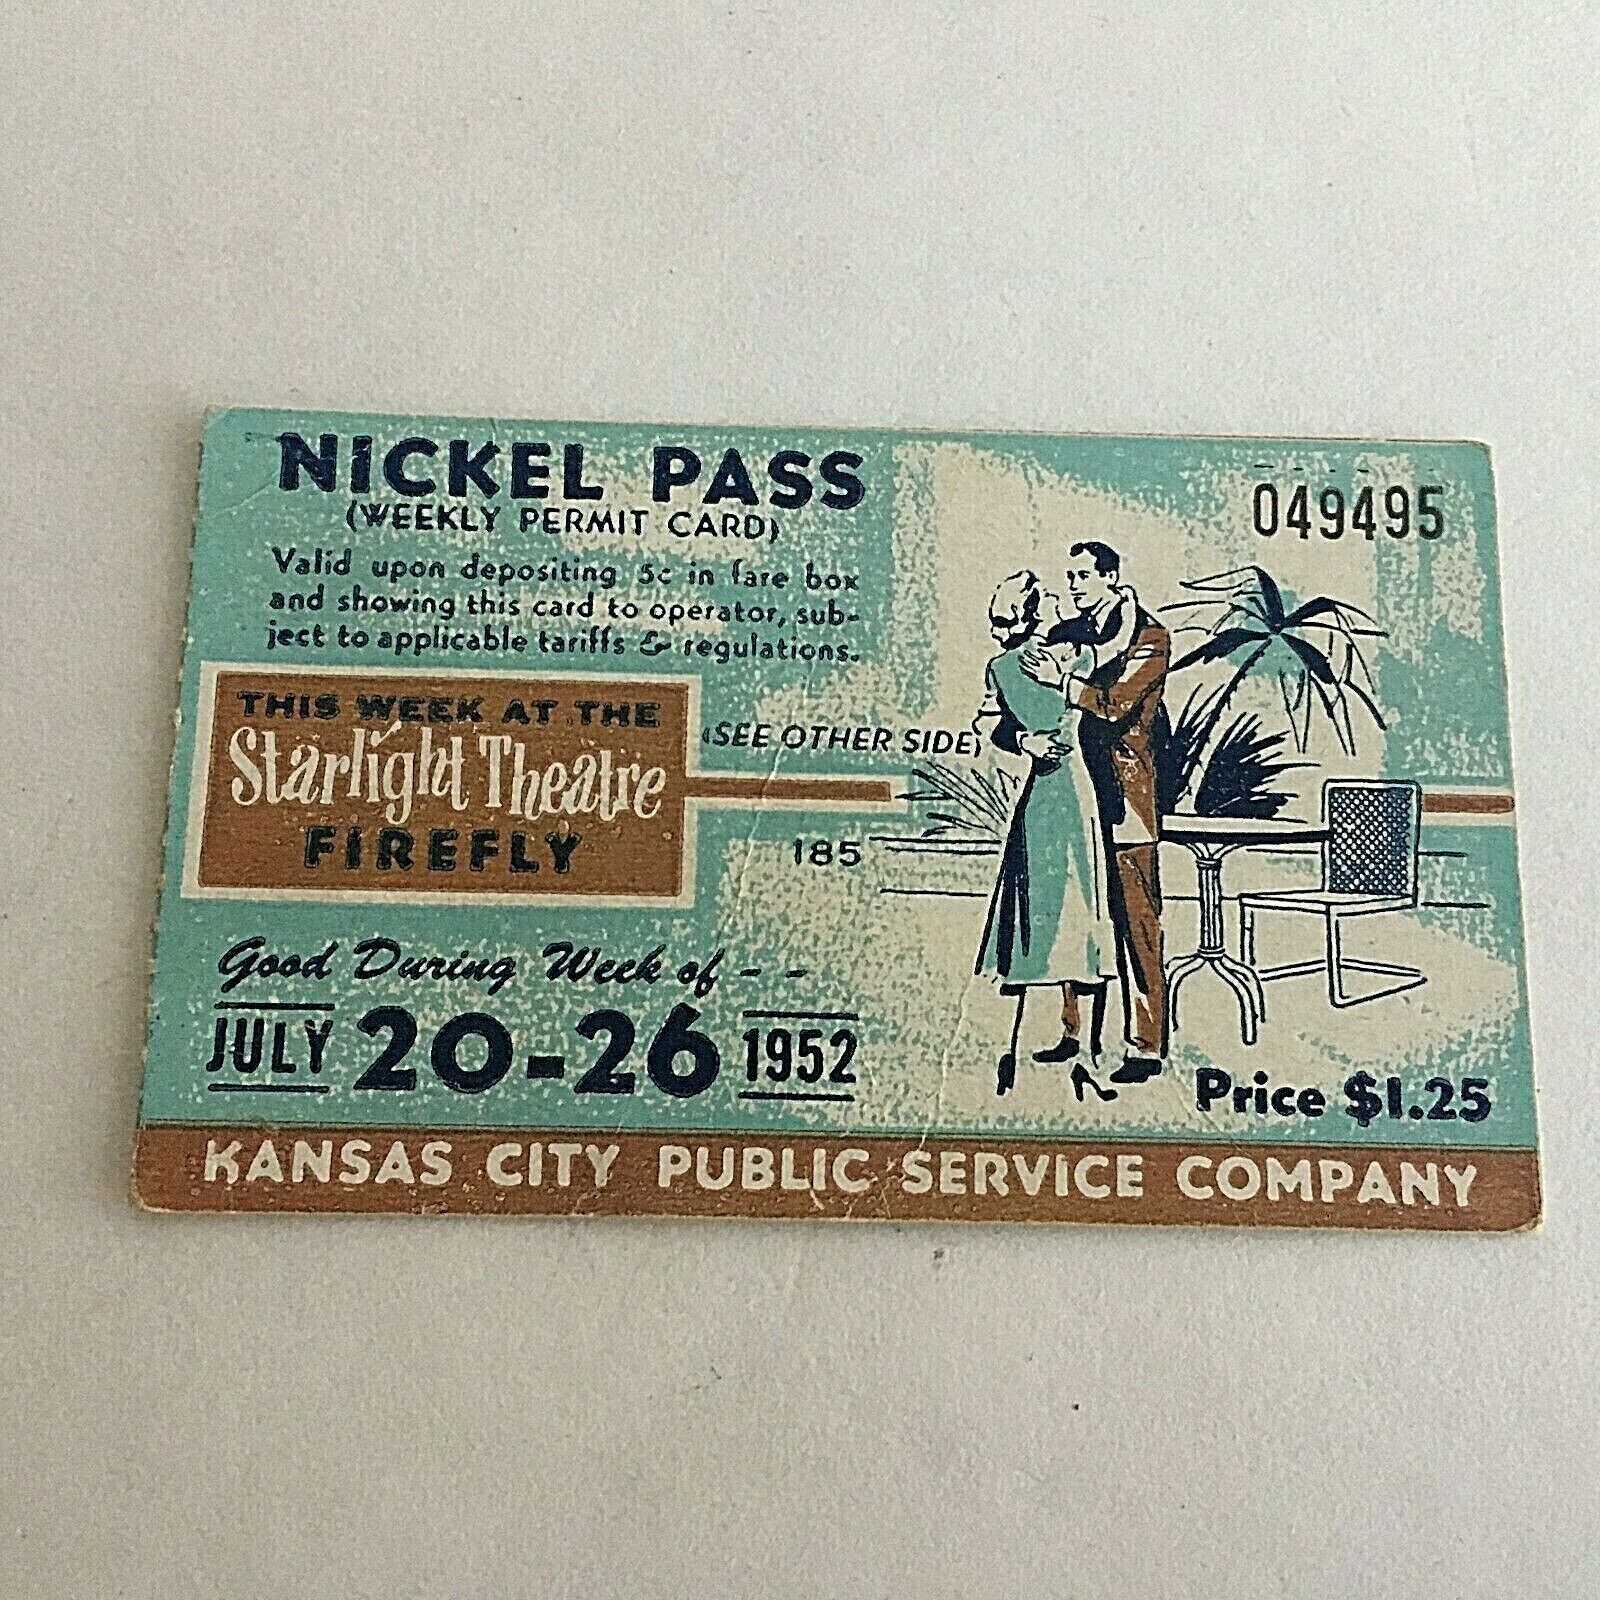 NICKEL PASS
(WEEKLY PERMIT CARD)
Valid upon depositing 5c in fare box
and showing this card to operator, sub-
ject to applicable tariffs & regulations.
049495
THIS WEEK AT THE
Starlight Theatre
FIREFLY
(SEE OTHER SIDE)
185
Good During Week of - -
JULY 20-26 1952
Price $1.25
KANSAS CITY PUBLIC SERVICE COMPANY